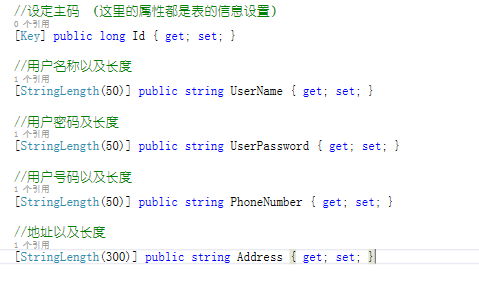 //设定主码 (这里的属性都是表的信息设置)
0 个引用
[Key] public long Id { get; set; }
//用户名称以及长度
1 个引用
[StringLength(50)] public string UserName { get; set; }
//用户密码及长度
1 个引用
[StringLength(50)] public string UserPassword { get; set; }
//用户号码以及长度
1 个引用
[StringLength(50)] public string PhoneNumber { get; set; }
//地址以及长度
1 个引用
[StringLength(300)] public string Address { get; set; }